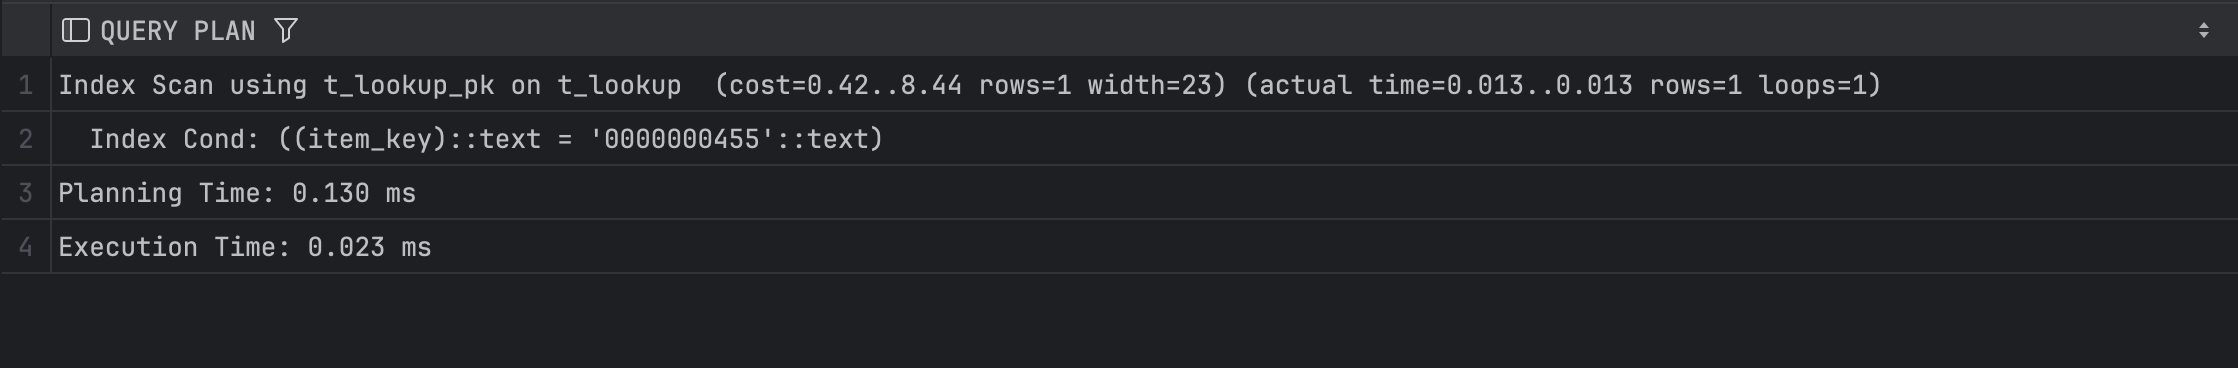 QUERY PLAN
1 Index Scan using t_lookup_pk on t_lookup  (cost=0.42..8.44 rows=1 width=23) (actual time=0.013..0.013 rows=1 loops=1)
2   Index Cond: ((item_key)::text = '0000000455'::text)
3 Planning Time: 0.130 ms
4 Execution Time: 0.023 ms